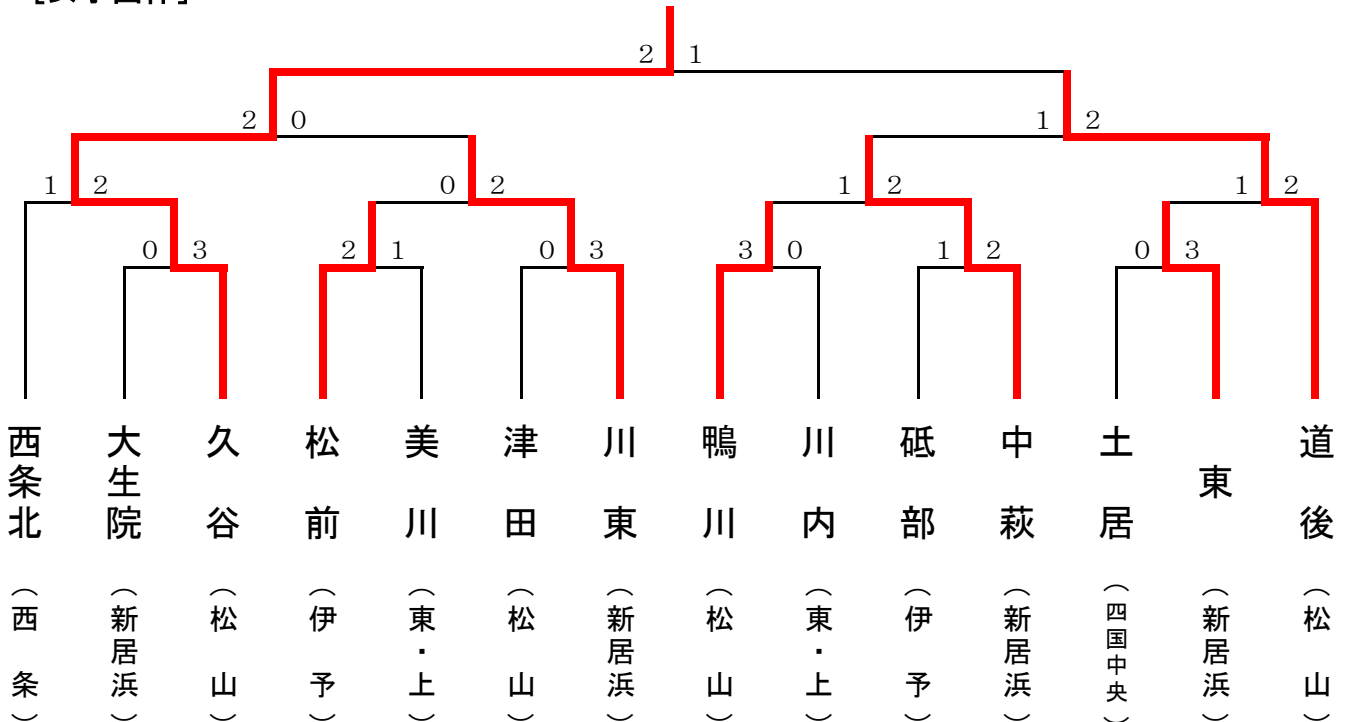 2 1
2 0 1 2
1 2 0 2 1 2 1 2
0 3 2 1 0 3 3 0 1 2 0 3
西条北（西条）
大生院（新居浜）
久谷（松山）
松前（伊予）
美川（東・上）
津田（松山）
川東（新居浜）
鴨川（松山）
川内（東・上）
砥部（伊予）
中萩（新居浜）
土居（四国中央）
東（新居浜）
道後（松山）